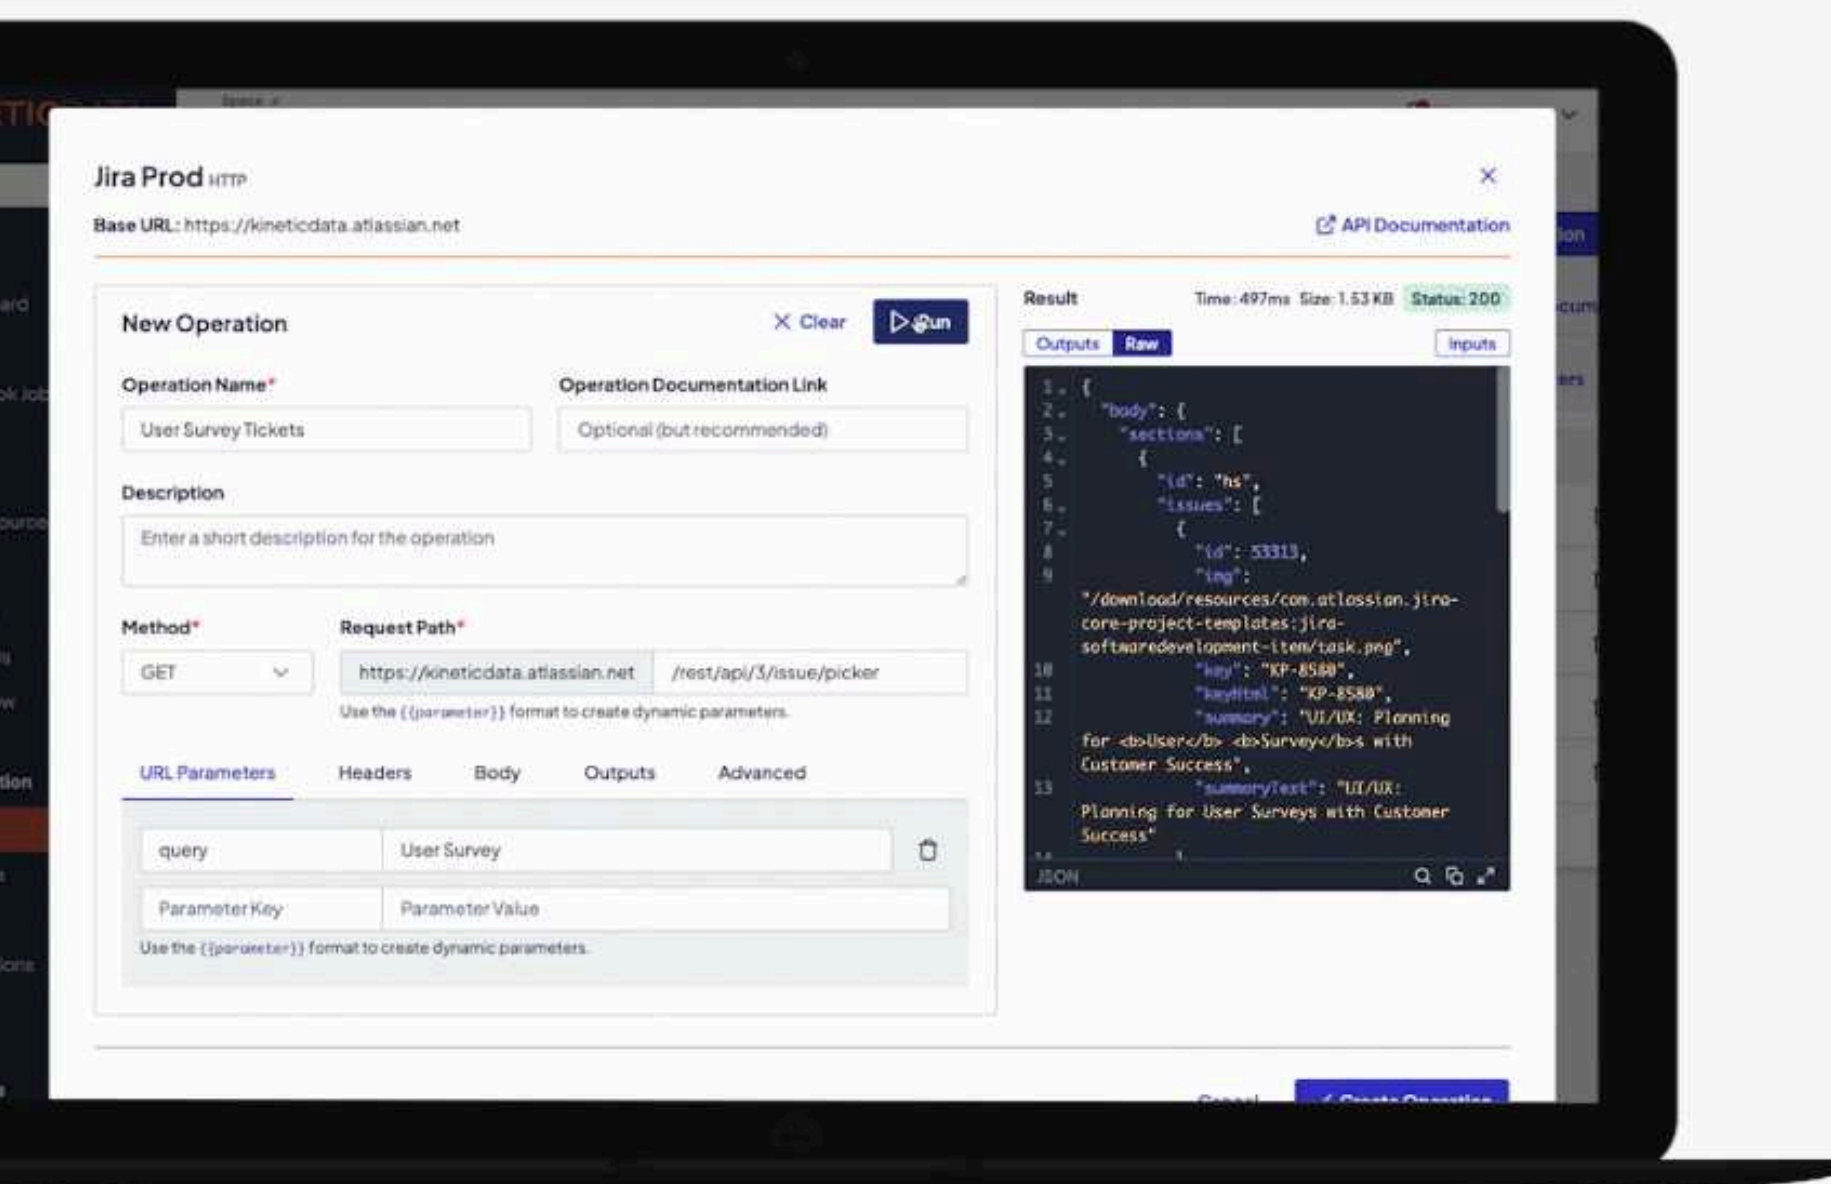 Space
Jira Prod HTTP
Base URL: https://kineticdata.atlassian.net
API Documentation
New Operation
Clear
Run
Operation Name*
Operation Documentation Link
User Survey Tickets
Optional (but recommended)
Description
Enter a short description for the operation
Method*
Request Path*
GET
https://kineticdata.atlassian.net
/rest/api/3/issue/picker
Use the {{parameter}} format to create dynamic parameters.
URL Parameters
Headers
Body
Outputs
Advanced
query
User Survey
Parameter Key
Parameter Value
Use the {{parameter}} format to create dynamic parameters.
Result
Time: 497ms Size: 1.53 KB Status: 200
Outputs
Raw
Inputs
1 {
2 "body": {
3 "sections": [
4 {
5 "id": "hs",
6 "issues": [
7 {
8 "id": 53313,
9 "img":
"/download/resources/com.atlassian.jira-
core-project-templates:jira-
softwaredevelopment-item/task.png",
10 "key": "KP-8580",
11 "keyHtml": "KP-8580",
12 "summary": "UI/UX: Planning
for <b>User</b> <b>Survey</b>s with
Customer Success",
13 "summaryText": "UI/UX:
Planning for User Surveys with Customer
Success"
14 }
JSON
Cancel
Create Operation